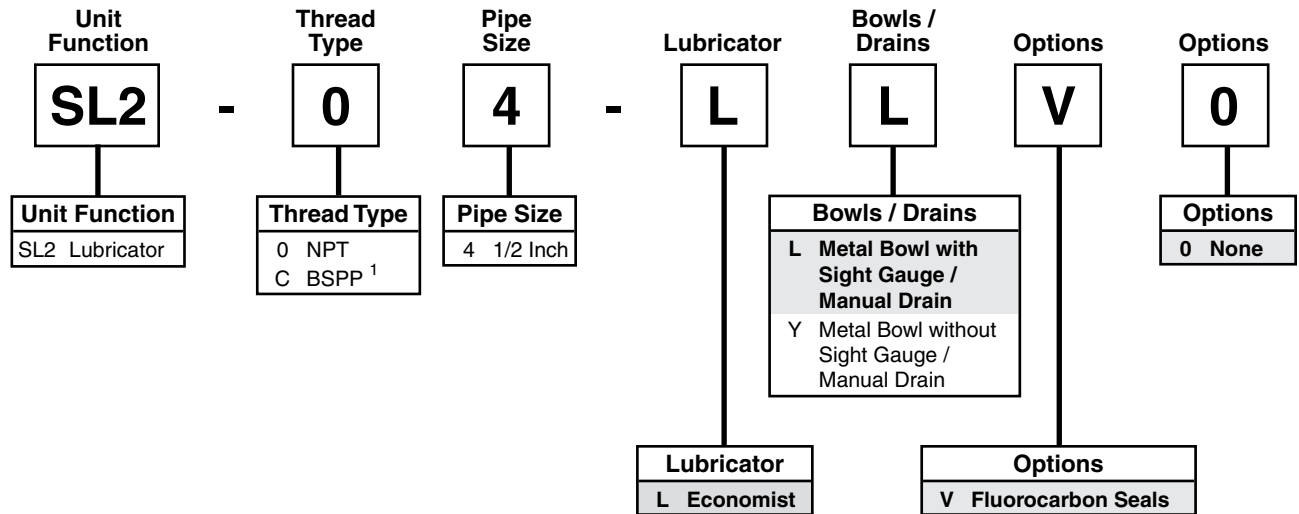 Unit Function
Thread Type
Pipe Size
Lubricator
Bowls / Drains
Options
Options
SL2 - 0 4 - L L V 0
Unit Function
SL2 Lubricator
Thread Type
0 NPT
C BSPP 1
Pipe Size
4 1/2 Inch
Bowls / Drains
L Metal Bowl with
Sight Gauge /
Manual Drain
Y Metal Bowl without
Sight Gauge /
Manual Drain
Options
0 None
Lubricator
L Economist
Options
V Fluorocarbon Seals